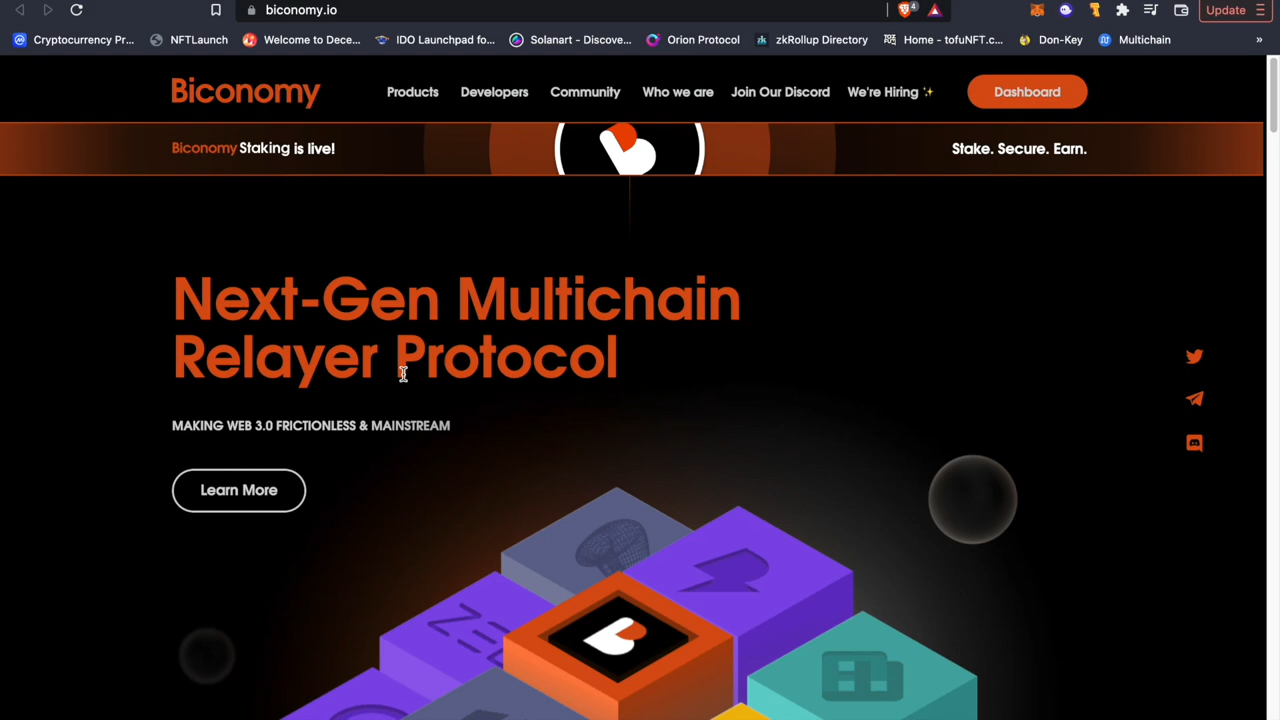 biconomy.io
4
Update
Cryptocurrency Pr...
NFTLaunch
Welcome to Dece...
IDO Launchpad fo...
Solanart - Discove...
Orion Protocol
zk
zkRollup Directory
Home - tofuNFT.c...
Don-Key
Multichain
»
Biconomy
Products
Developers
Community
Who we are
Join Our Discord
We're Hiring ✨
Dashboard
Biconomy Staking is live!
Stake. Secure. Earn.
Next-Gen Multichain
Relayer Protocol
MAKING WEB 3.0 FRICTIONLESS & MAINSTREAM
Learn More